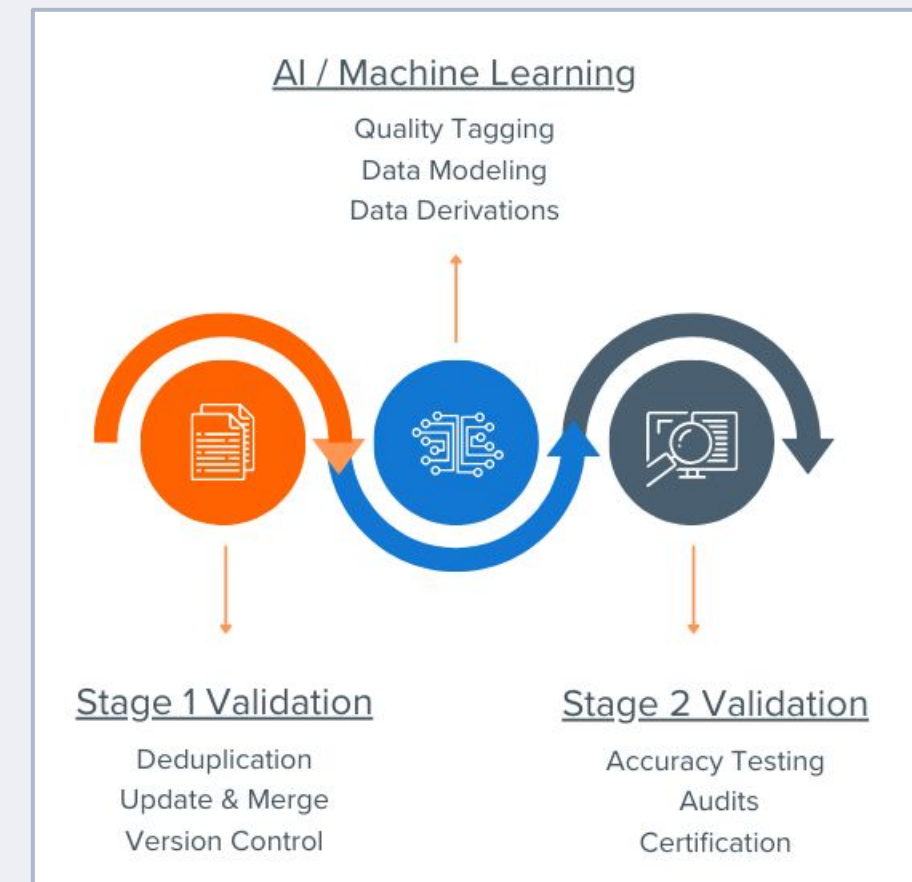 AI / Machine Learning
Quality Tagging
Data Modeling
Data Derivations
Stage 1 Validation
Deduplication
Update & Merge
Version Control
Stage 2 Validation
Accuracy Testing
Audits
Certification